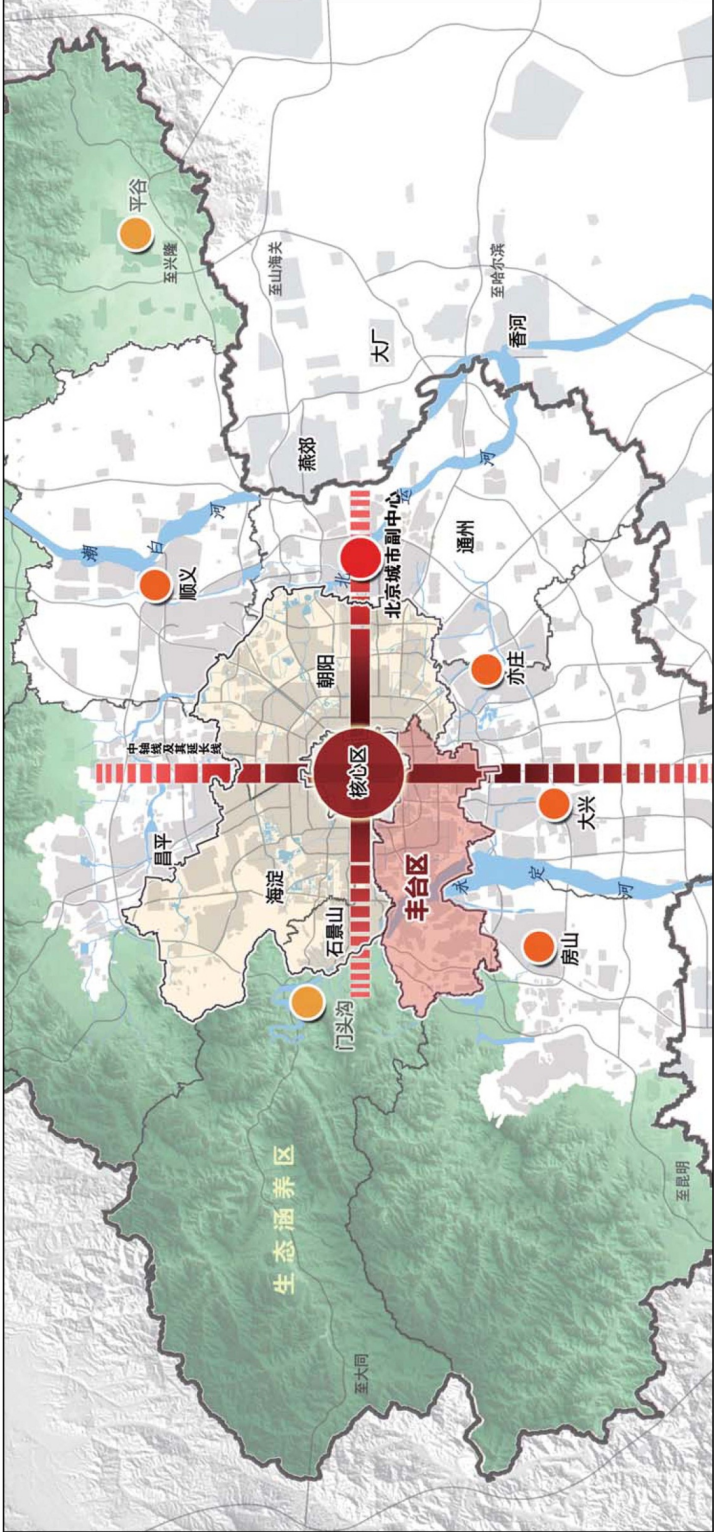 平谷
潮白河
中轴线及其延长线
昌平
至兴隆
顺义
至山海关
海淀
生态涵养区
燕郊
朝阳
石景山
门头沟
核心区
至大同
大厂
北运河
北京城市副中心
丰台区
通州
永定河
至哈尔滨
亦庄
香河
房山
大兴
至昆明